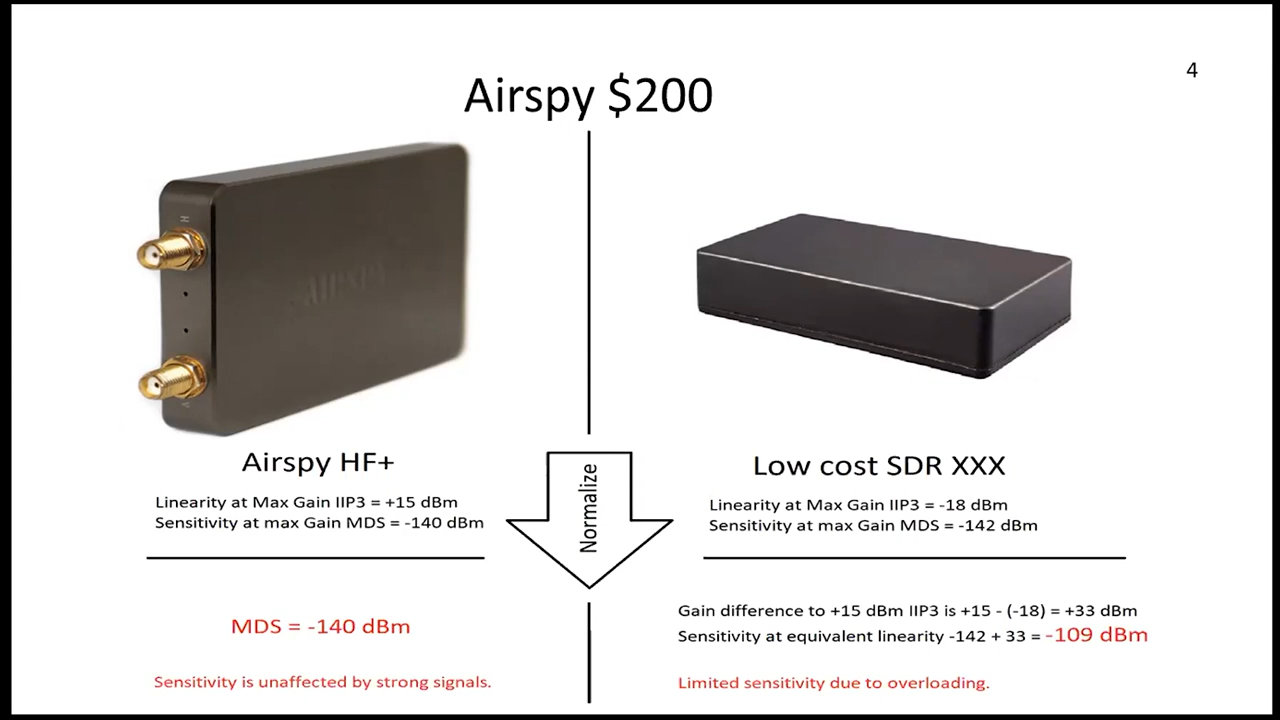 4
Airspy $200
AIRSPY
Airspy HF+
Linearity at Max Gain IIP3 = +15 dBm
Sensitivity at max Gain MDS = -140 dBm
Normalize
Low cost SDR XXX
Linearity at Max Gain IIP3 = -18 dBm
Sensitivity at max Gain MDS = -142 dBm
MDS = -140 dBm
Sensitivity is unaffected by strong signals.
Gain difference to +15 dBm IIP3 is +15 - (-18) = +33 dBm
Sensitivity at equivalent linearity -142 + 33 = -109 dBm
Limited sensitivity due to overloading.